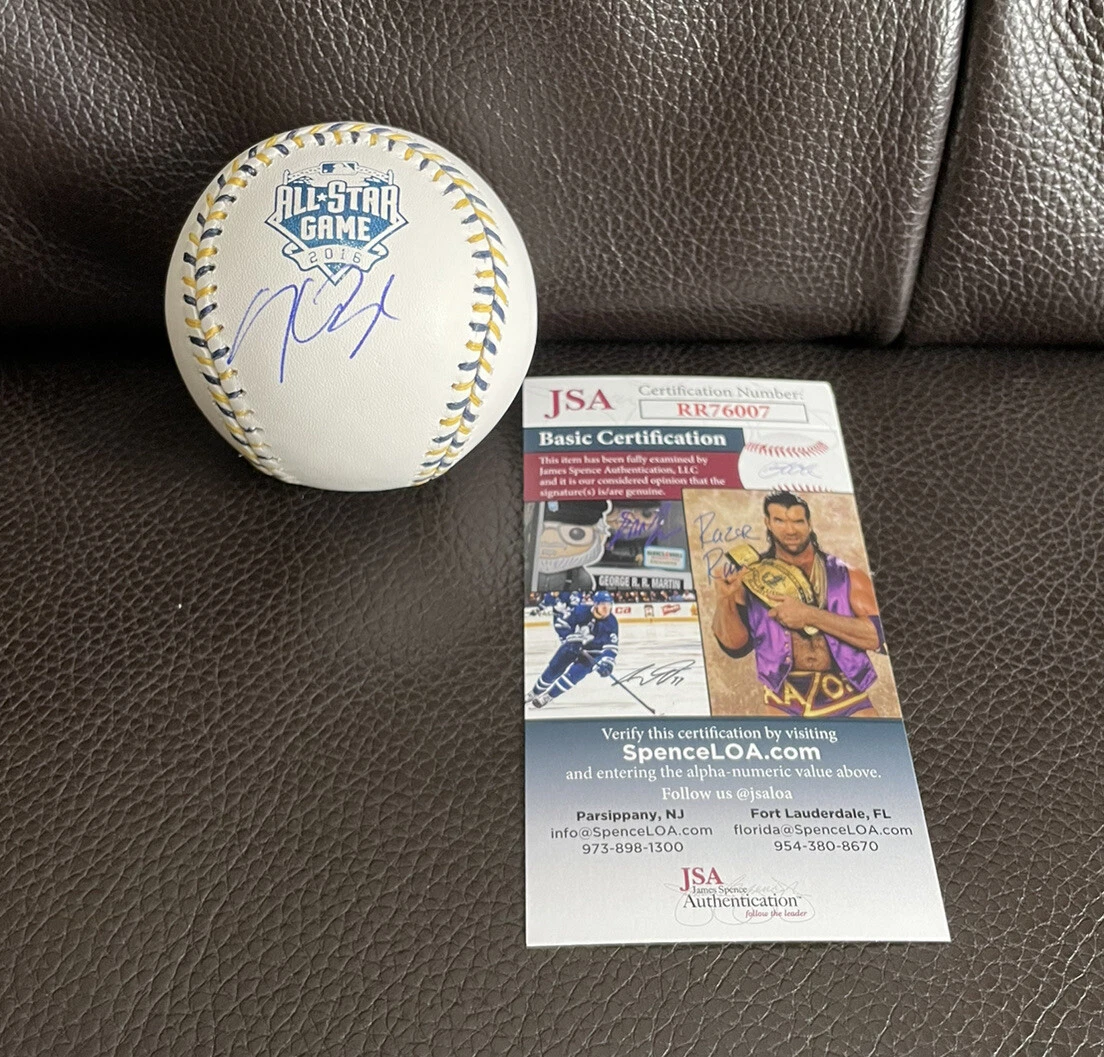 ALL★STAR
GAME
2016
JSA
Certification Number:
RR76007
Basic Certification
This item has been fully examined by
James Spence Authentication, LLC
and it is our considered opinion that the
signature(s) is/are genuine.
GEORGE R. R. MARTIN
RAZOR
Verify this certification by visiting
SpenceLOA.com
and entering the alpha-numeric value above.
Follow us @jsaloa
Parsippany, NJ
info@SpenceLOA.com
973-898-1300
Fort Lauderdale, FL
florida@SpenceLOA.com
954-380-8670
JSA
James Spence
Authentication™
follow the leader